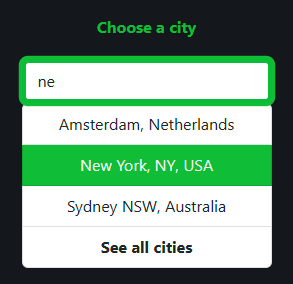 Choose a city
ne
Amsterdam, Netherlands
New York, NY, USA
Sydney NSW, Australia
See all cities